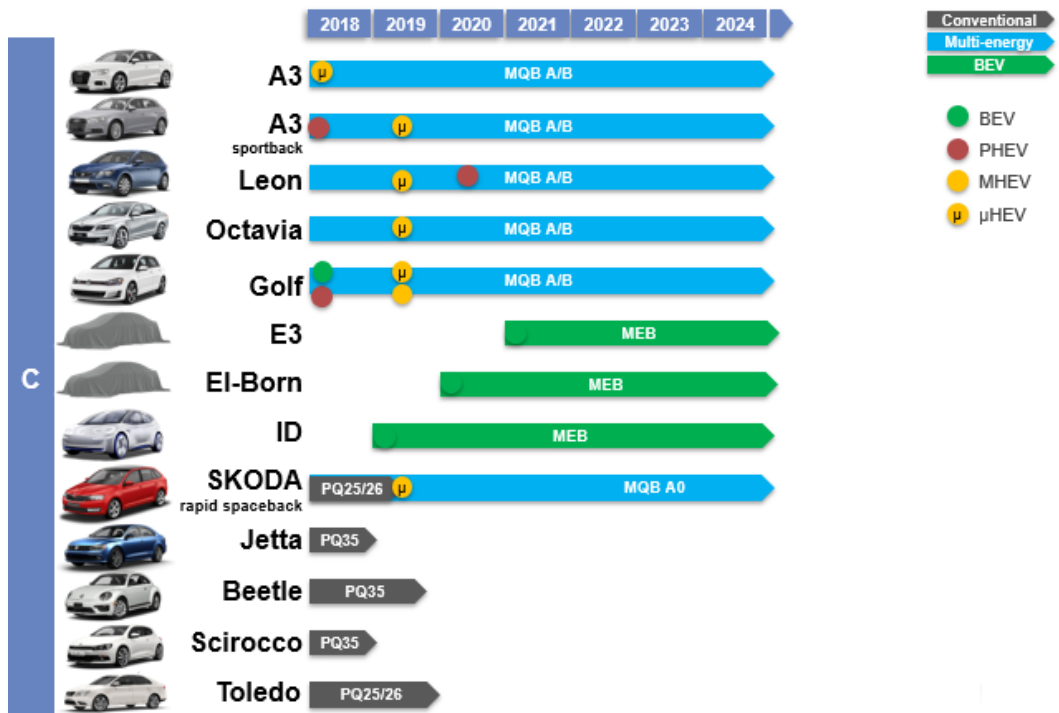 2018 2019 2020 2021 2022 2023 2024
Conventional
Multi-energy
BEV
BEV
PHEV
MHEV
µ µHEV
C
A3 µ MQB A/B
A3 µ MQB A/B
sportback
Leon µ MQB A/B
Octavia µ MQB A/B
Golf µ MQB A/B
E3 MEB
El-Born MEB
ID MEB
SKODA PQ25/26 µ MQB A0
rapid spaceback
Jetta PQ35
Beetle PQ35
Scirocco PQ35
Toledo PQ25/26